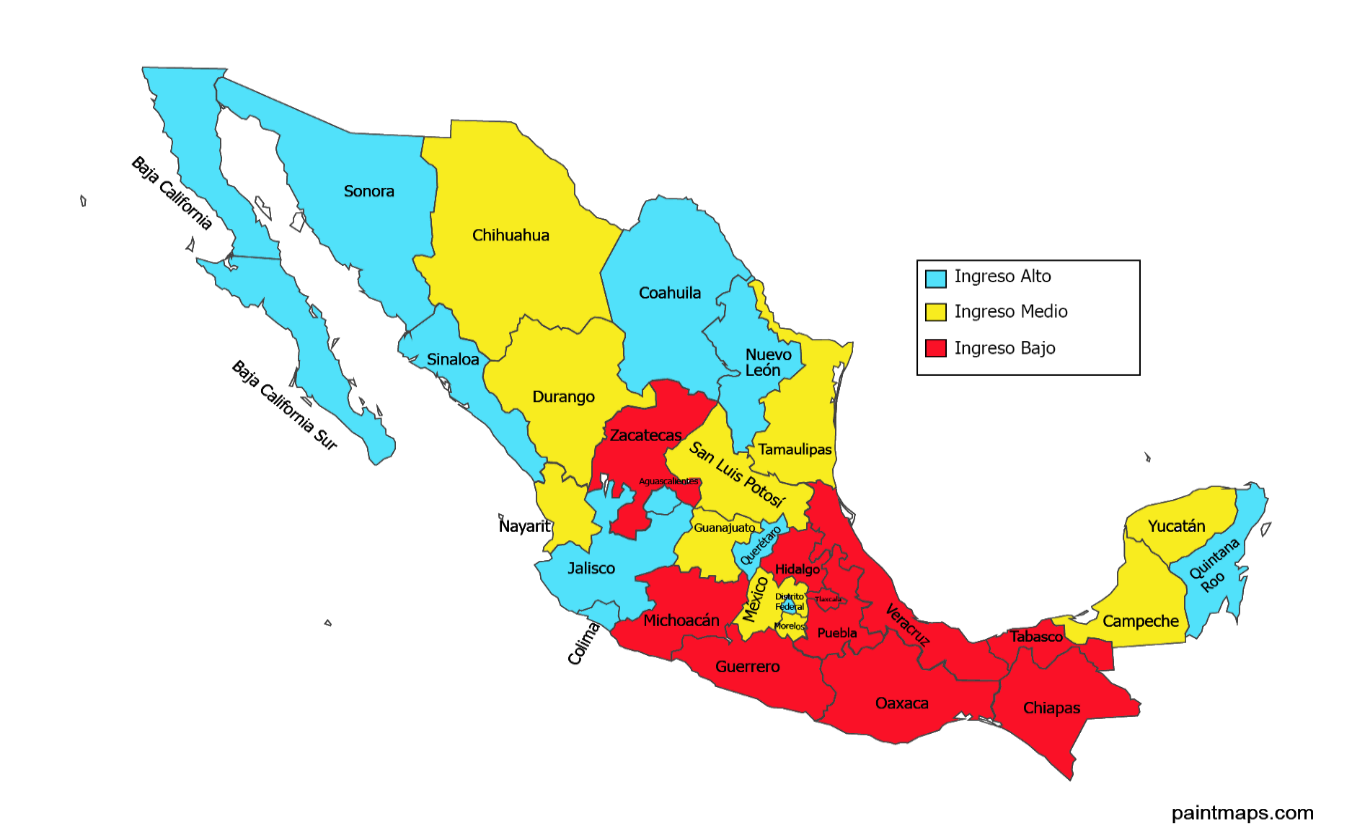 Baja California
Sonora
Chihuahua
Coahuila
Ingreso Alto
Ingreso Medio
Ingreso Bajo
Sinaloa
Nuevo
León
Baja California Sur
Durango
Zacatecas
Tamaulipas
San Luis Potosí
Aguascalientes
Nayarit
Guanajuato
Querétaro
Yucatán
Quintana
Roo
Jalisco
Hidalgo
México
Distrito
Federal
Tlaxcala
Morelos
Michoacán
Colima
Puebla
Veracruz
Tabasco
Campeche
Guerrero
Oaxaca
Chiapas
paintmaps.com